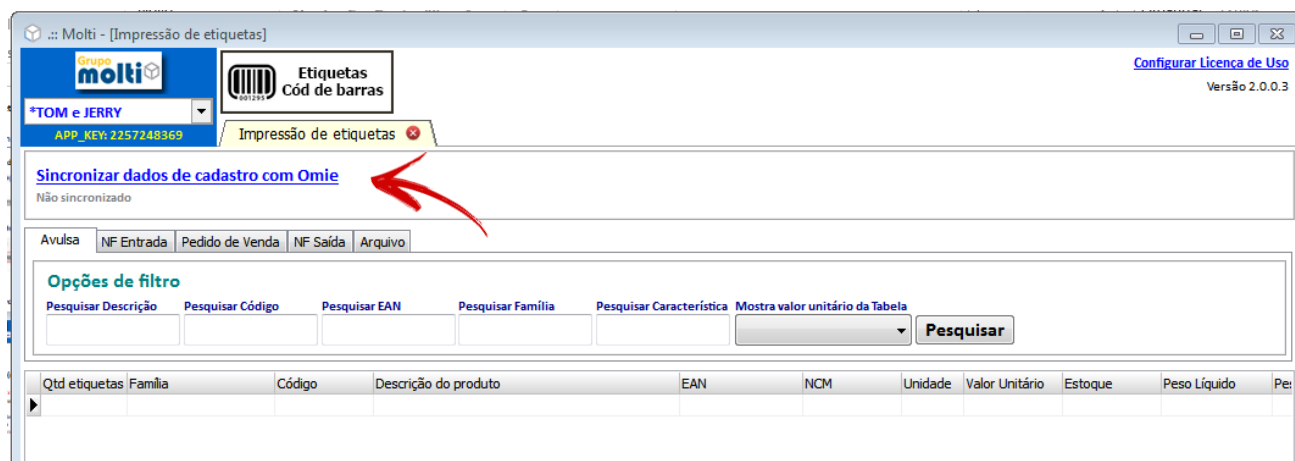 .:: Molti - [Impressão de etiquetas]
Grupo
molti
Etiquetas
Cód de barras
001295
Configurar Licença de Uso
Versão 2.0.0.3
*TOM e JERRY
APP_KEY: 2257248369
Impressão de etiquetas
Sincronizar dados de cadastro com Omie
Não sincronizado
Avulsa NF Entrada Pedido de Venda NF Saída Arquivo
Opções de filtro
Pesquisar Descrição Pesquisar Código Pesquisar EAN Pesquisar Família Pesquisar Característica Mostra valor unitário da Tabela
Pesquisar
Qtd etiquetas Família Código Descrição do produto EAN NCM Unidade Valor Unitário Estoque Peso Líquido